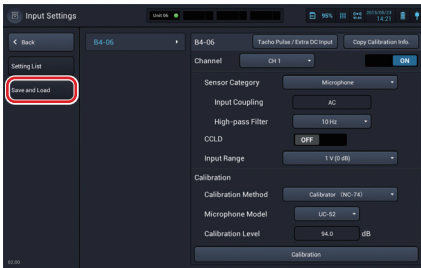 Input Settings
Unit 06
95%
2015/06/23
14:21
< Back
Setting List
Save and Load
B4-06
B4-06
Tacho Pulse / Extra DC Input
Copy Calibration Info.
Channel
CH 1
ON
Sensor Category
Microphone
Input Coupling
AC
High-pass Filter
10 Hz
CCLD
OFF
Input Range
1 V (0 dB)
Calibration
Calibration Method
Calibrator （NC-74）
Microphone Model
UC-52
Calibration Level
94.0
dB
Calibration